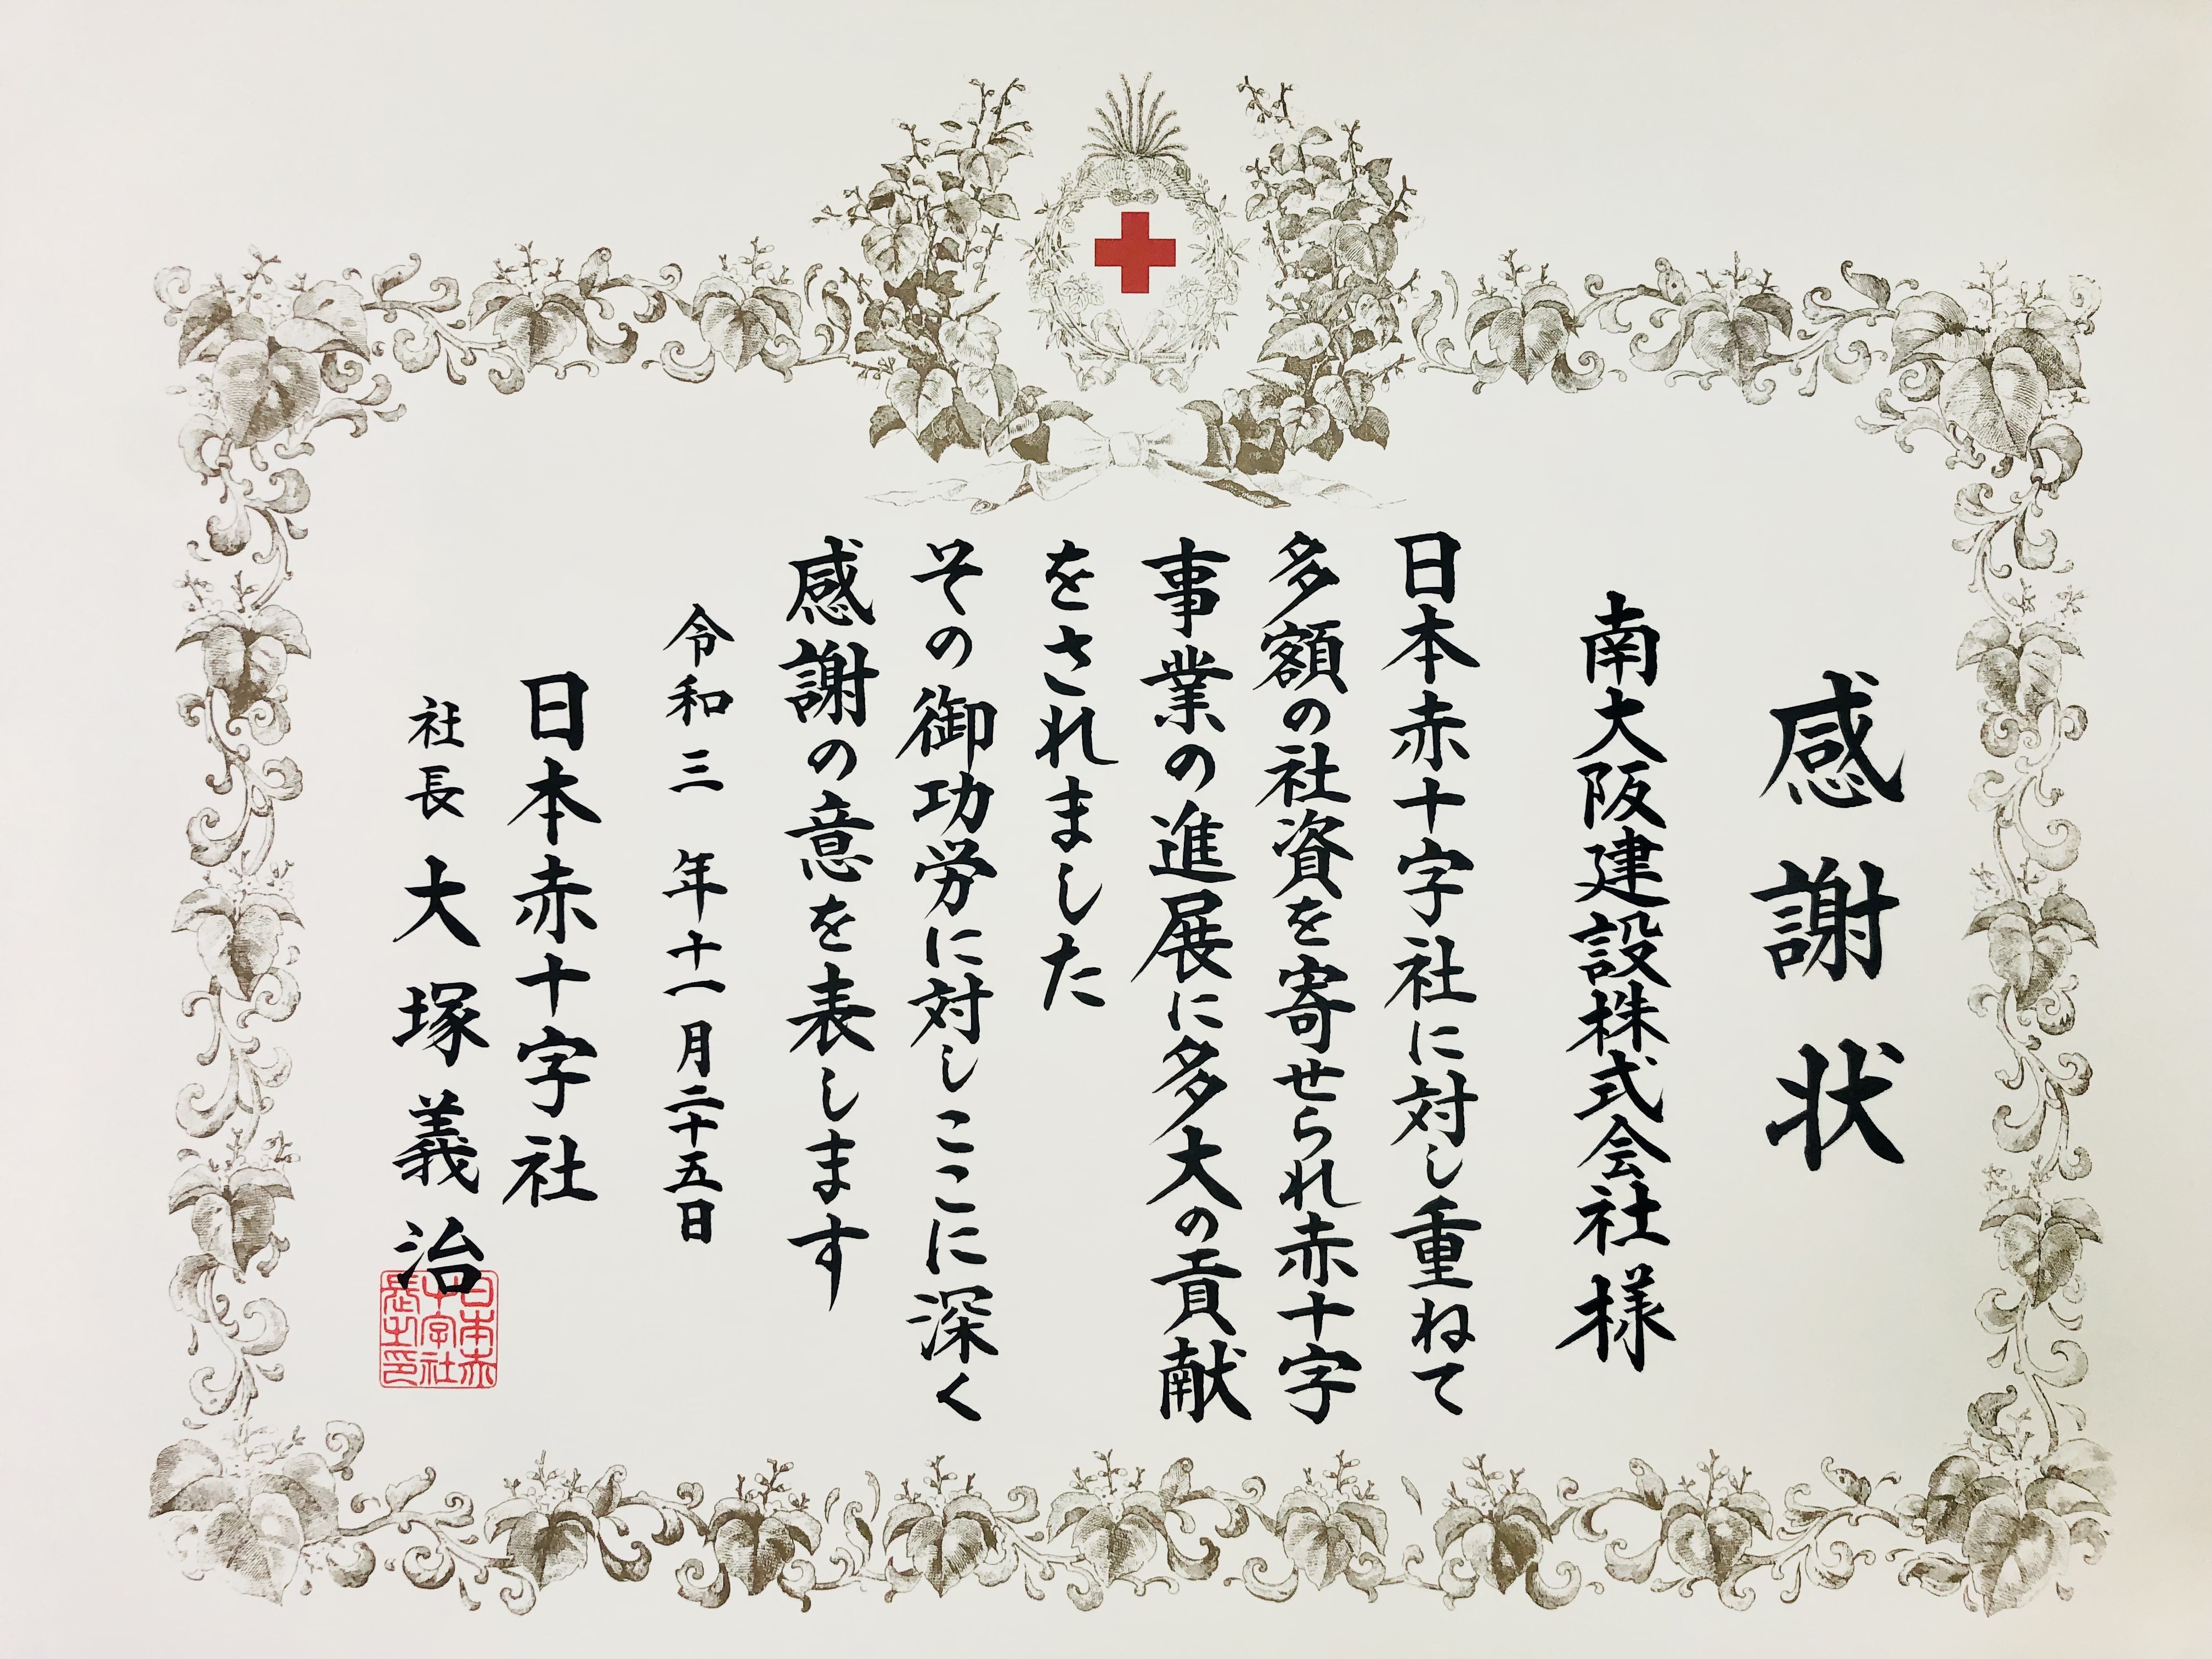 感謝状
南大阪建設株式会社様
日本赤十字社に対し重ねて
多額の社資を寄せられ赤十字
事業の進展に多大の貢献
をされました
その御功労に対しここに深く
感謝の意を表します
令和三年十一月二十五日
日本赤十字社
社長 大塚義治
日本赤十字社長之印